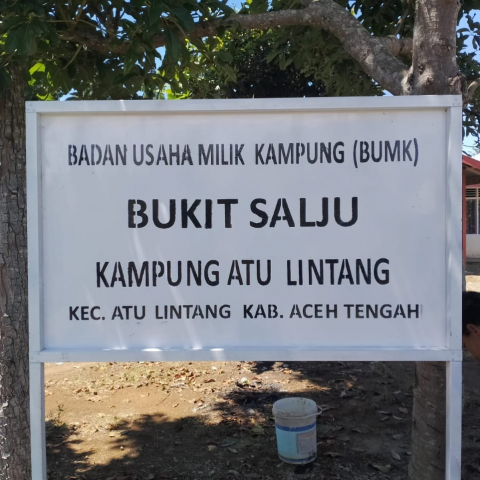 BADAN USAHA MILIK KAMPUNG (BUMK)
BUKIT SALJU
KAMPUNG ATU LINTANG
KEC. ATU LINTANG KAB. ACEH TENGAH